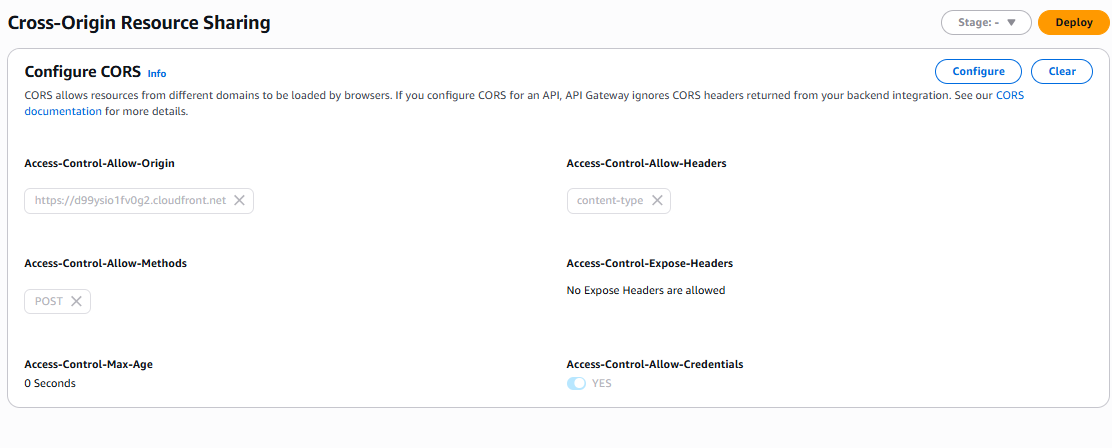 Cross-Origin Resource Sharing
Stage: -
Deploy
Configure CORS Info
Configure
Clear
CORS allows resources from different domains to be loaded by browsers. If you configure CORS for an API, API Gateway ignores CORS headers returned from your backend integration. See our CORS
documentation for more details.
Access-Control-Allow-Origin
https://d99ysio1fv0g2.cloudfront.net
Access-Control-Allow-Headers
content-type
Access-Control-Allow-Methods
POST
Access-Control-Expose-Headers
No Expose Headers are allowed
Access-Control-Max-Age
0 Seconds
Access-Control-Allow-Credentials
YES